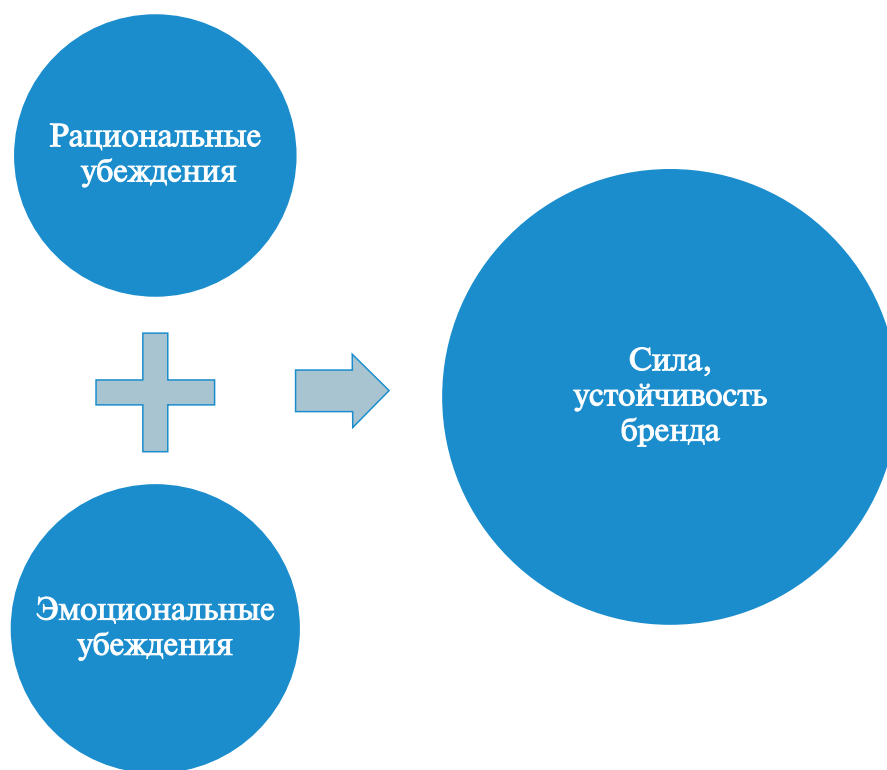 Рациональные
убеждения
Сила,
устойчивость
бренда
Эмоциональные
убеждения